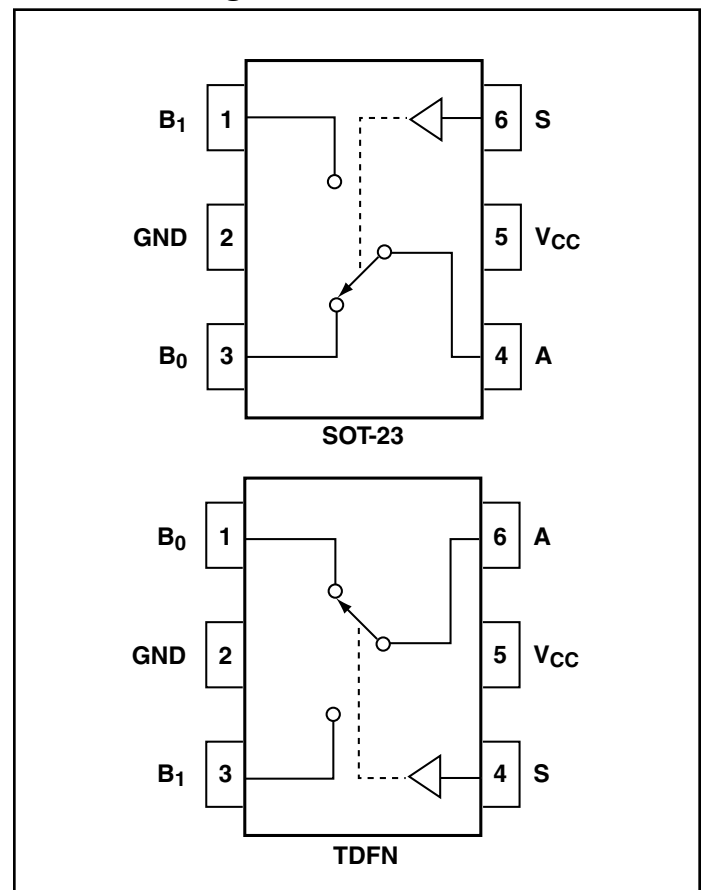 B1 1 6 S
GND 2 5 VCC
B0 3 4 A
SOT-23
B0 1 6 A
GND 2 5 VCC
B1 3 4 S
TDFN